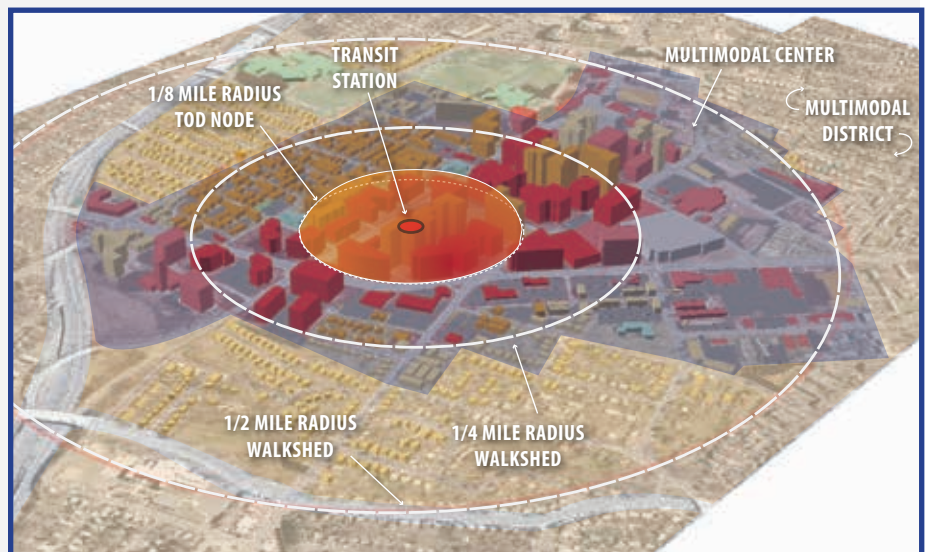 TRANSIT
STATION
MULTIMODAL CENTER
1/8 MILE RADIUS
TOD NODE
MULTIMODAL
DISTRICT
1/2 MILE RADIUS
WALKSHED
1/4 MILE RADIUS
WALKSHED